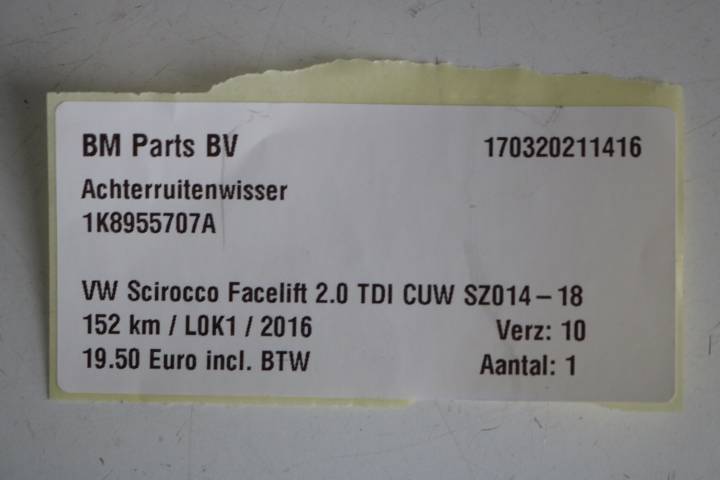 BM Parts BV 170320211416
Achterruitenwisser
1K8955707A
VW Scirocco Facelift 2.0 TDI CUW SZ014-18
152 km / L0K1 / 2016 Verz: 10
19.50 Euro incl. BTW Aantal: 1